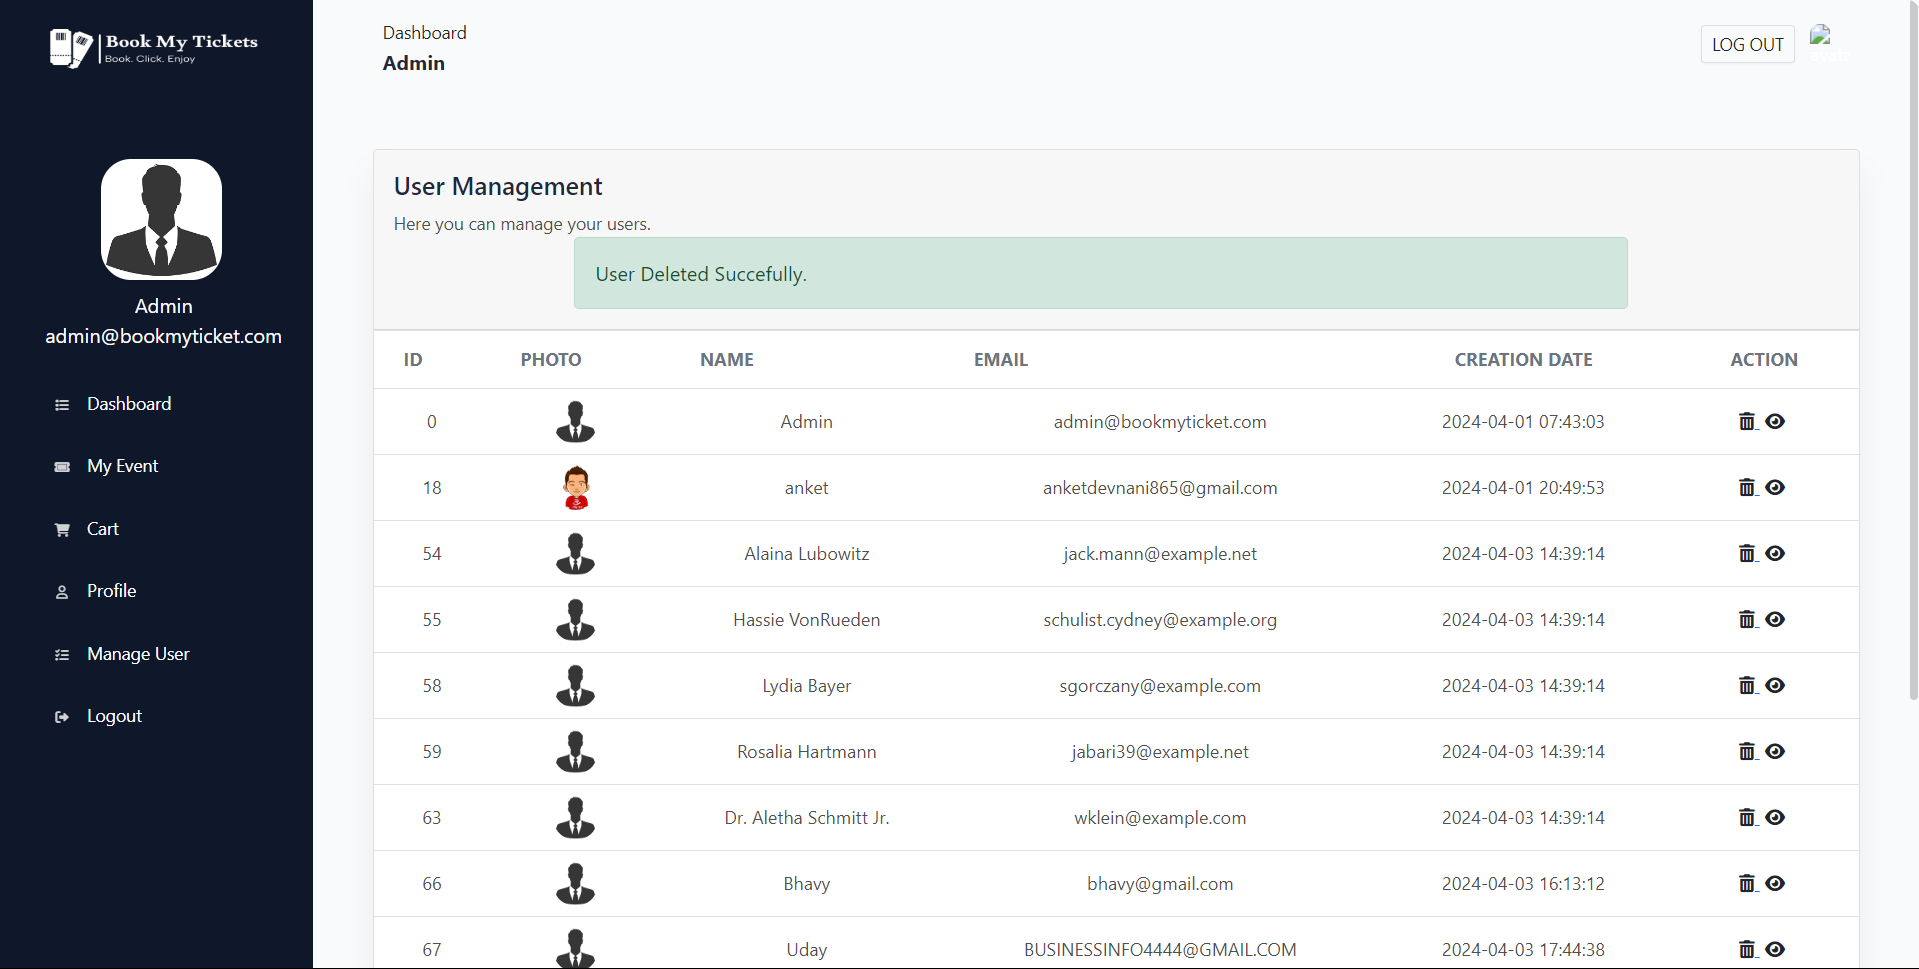 Book My Tickets
Book. Click. Enjoy
Admin
admin@bookmyticket.com
Dashboard
My Event
Cart
Profile
Manage User
Logout
Dashboard
Admin
LOG OUT
User Management
Here you can manage your users.
User Deleted Succefully.
ID PHOTO NAME EMAIL CREATION DATE ACTION
0 Admin admin@bookmyticket.com 2024-04-01 07:43:03
18 anket anketdevnani865@gmail.com 2024-04-01 20:49:53
54 Alaina Lubowitz jack.mann@example.net 2024-04-03 14:39:14
55 Hassie VonRueden schulist.cydney@example.org 2024-04-03 14:39:14
58 Lydia Bayer sgorczany@example.com 2024-04-03 14:39:14
59 Rosalia Hartmann jabari39@example.net 2024-04-03 14:39:14
63 Dr. Aletha Schmitt Jr. wklein@example.com 2024-04-03 14:39:14
66 Bhavy bhavy@gmail.com 2024-04-03 16:13:12
67 Uday BUSINESSINFO4444@GMAIL.COM 2024-04-03 17:44:38